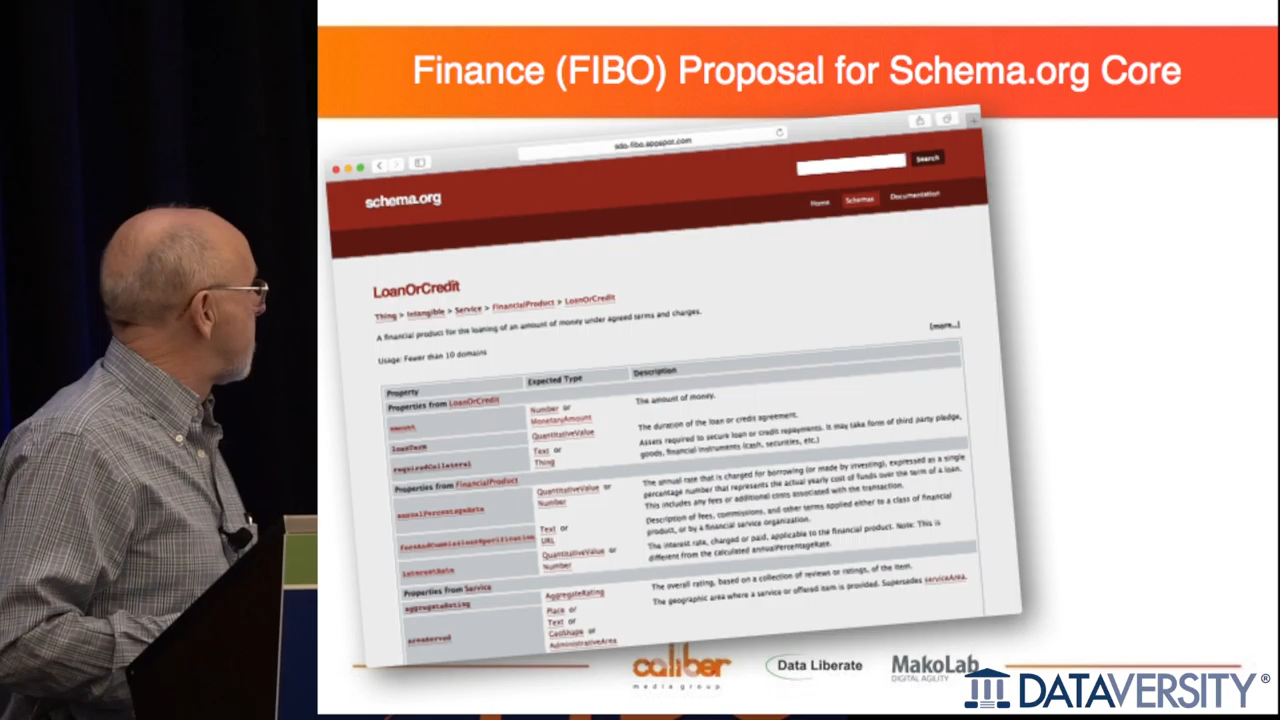 Finance (FIBO) Proposal for Schema.org Core
sdo-fibo.appspot.com
schema.org
Search
Home Schemas Documentation
LoanOrCredit
Thing > Intangible > Service > FinancialProduct > LoanOrCredit
A financial product for the loaning of an amount of money under agreed terms and charges.
[more...]
Usage: Fewer than 10 domains
Property Expected Type Description
Properties from LoanOrCredit
amount Number or The amount of money.
MonetaryAmount
loanTerm QuantitativeValue The duration of the loan or credit agreement.
requiredCollateral Text or Assets required to secure loan or credit repayments. It may take form of third party pledge,
Thing goods, financial instruments (cash, securities, etc.)
Properties from FinancialProduct
annualPercentageRate QuantitativeValue or The annual rate that is charged for borrowing (or made by investing), expressed as a single
Number percentage number that represents the actual yearly cost of funds over the term of a loan.
This includes any fees or additional costs associated with the transaction.
feesAndCommissionsSpecification Text or Description of fees, commissions, and other terms applied either to a class of financial
URL product, or by a financial service organization.
interestRate QuantitativeValue or The interest rate, charged or paid, applicable to the financial product. Note: This is
Number different from the calculated annualPercentageRate.
Properties from Service
aggregateRating AggregateRating The overall rating, based on a collection of reviews or ratings, of the item.
areaServed Place or The geographic area where a service or offered item is provided. Supersedes serviceArea.
Text or
GeoShape or
AdministrativeArea
caliber
media group
Data Liberate
MakoLab
DIGITAL AGILITY
DATAVERSITY®